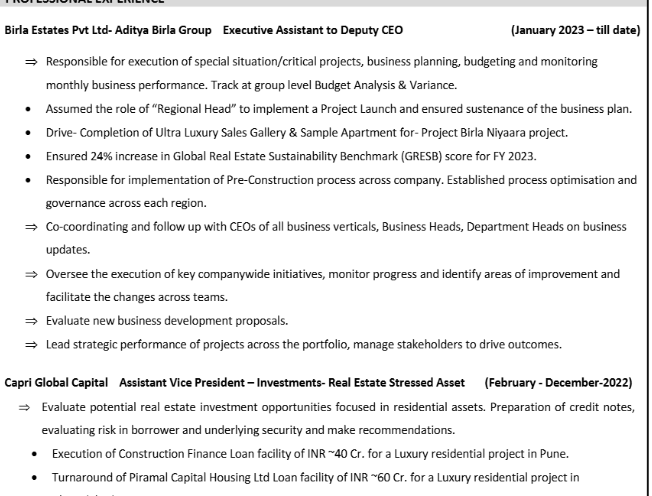 PROFESSIONAL EXPERIENCE
Birla Estates Pvt Ltd- Aditya Birla Group Executive Assistant to Deputy CEO (January 2023 – till date)
⇒ Responsible for execution of special situation/critical projects, business planning, budgeting and monitoring
monthly business performance. Track at group level Budget Analysis & Variance.
• Assumed the role of “Regional Head” to implement a Project Launch and ensured sustenance of the business plan.
• Drive- Completion of Ultra Luxury Sales Gallery & Sample Apartment for- Project Birla Niyaara project.
• Ensured 24% increase in Global Real Estate Sustainability Benchmark (GRESB) score for FY 2023.
• Responsible for implementation of Pre-Construction process across company. Established process optimisation and
governance across each region.
⇒ Co-coordinating and follow up with CEOs of all business verticals, Business Heads, Department Heads on business
updates.
⇒ Oversee the execution of key companywide initiatives, monitor progress and identify areas of improvement and
facilitate the changes across teams.
⇒ Evaluate new business development proposals.
⇒ Lead strategic performance of projects across the portfolio, manage stakeholders to drive outcomes.
Capri Global Capital Assistant Vice President – Investments- Real Estate Stressed Asset (February - December-2022)
⇒ Evaluate potential real estate investment opportunities focused in residential assets. Preparation of credit notes,
evaluating risk in borrower and underlying security and make recommendations.
• Execution of Construction Finance Loan facility of INR ~40 Cr. for a Luxury residential project in Pune.
• Turnaround of Piramal Capital Housing Ltd Loan facility of INR ~60 Cr. for a Luxury residential project in